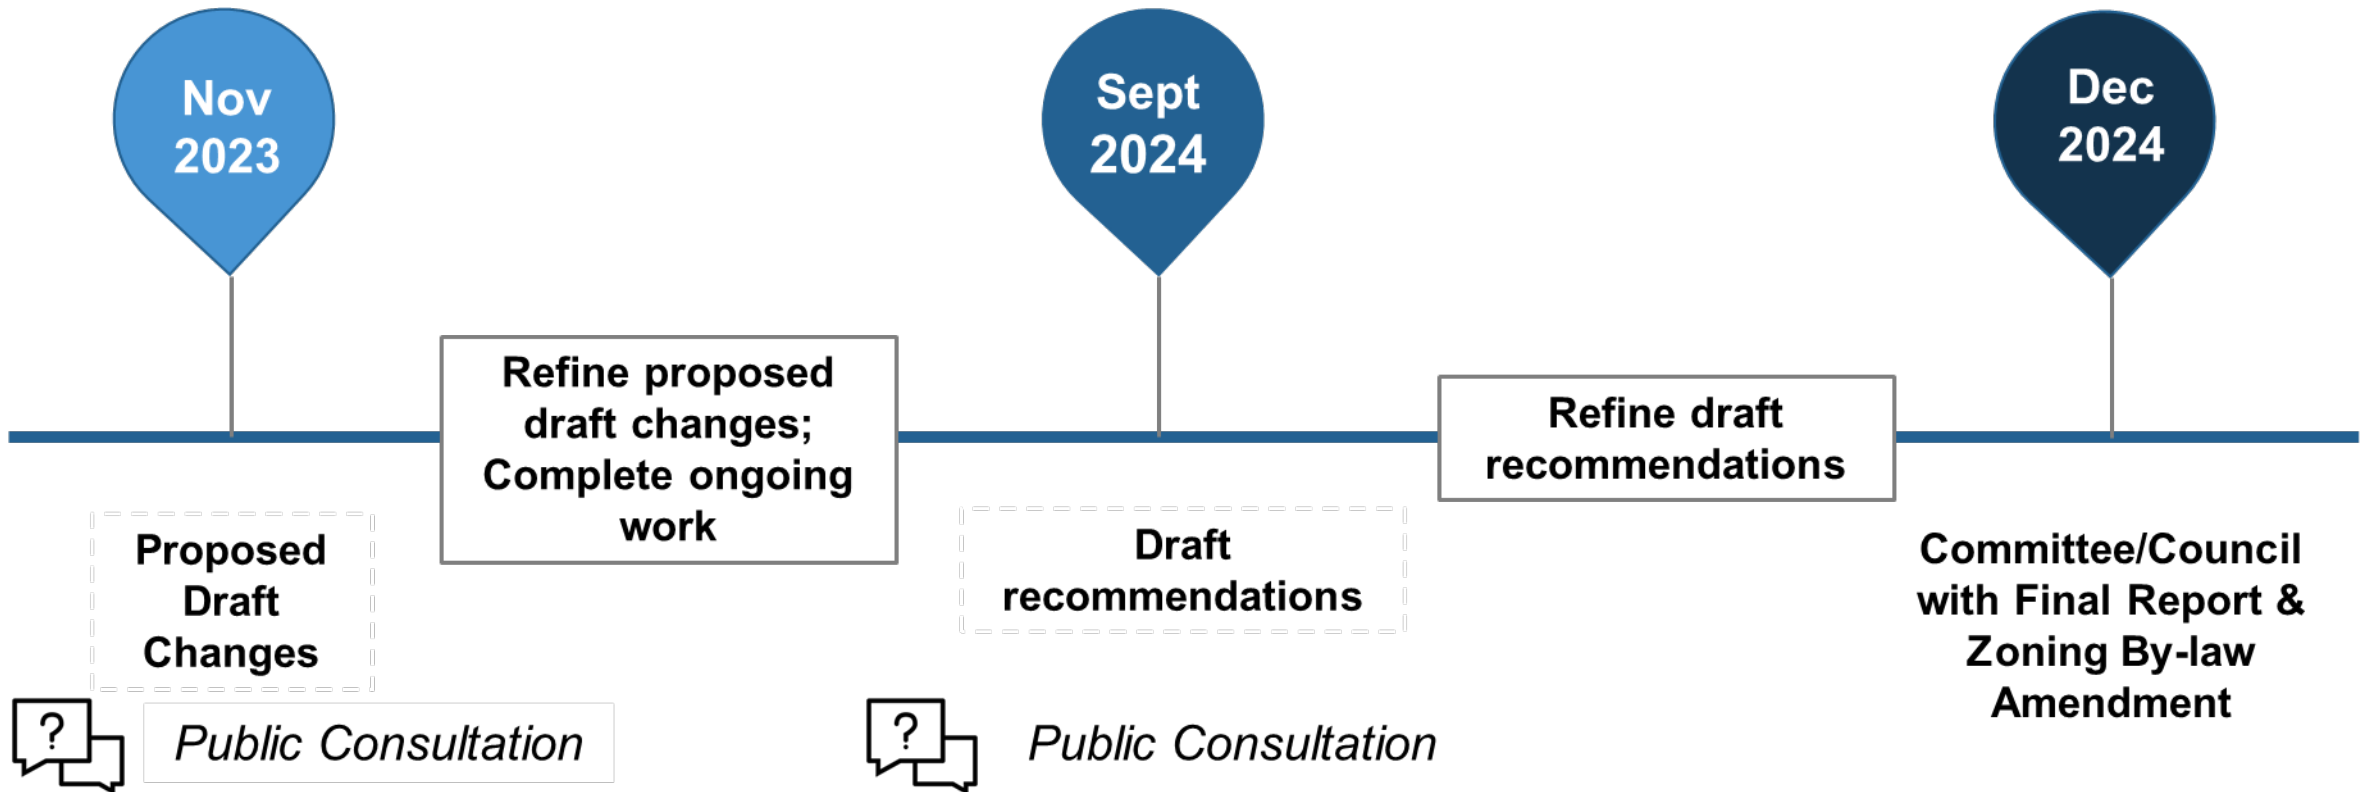 Nov
2023
Sept
2024
Dec
2024
Refine proposed
draft changes;
Complete ongoing
work
Refine draft
recommendations
Proposed
Draft
Changes
Draft
recommendations
Committee/Council
with Final Report &
Zoning By-law
Amendment
?
Public Consultation
?
Public Consultation